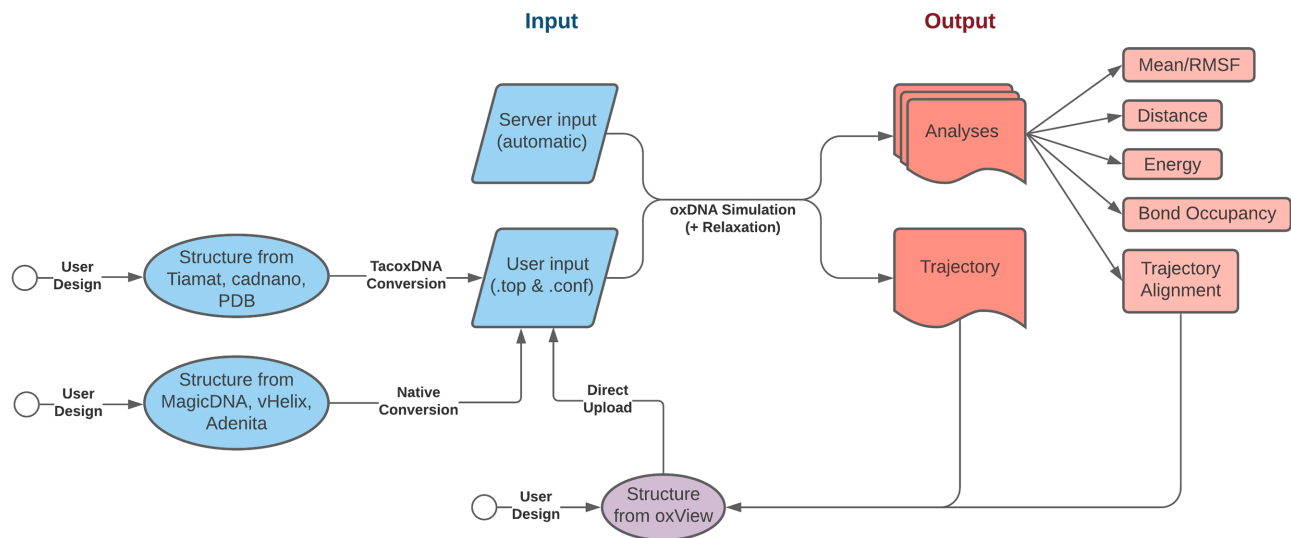 Input
Output
Server input
(automatic)
Analyses
Mean/RMSF
Distance
Energy
Bond Occupancy
Trajectory
Alignment
oxDNA Simulation
(+ Relaxation)
User
Design
Structure from
Tiamat, cadnano,
PDB
TacoxDNA
Conversion
User input
(.top & .conf)
Trajectory
User
Design
Structure from
MagicDNA, vHelix,
Adenita
Native
Conversion
Direct
Upload
User
Design
Structure
from oxView